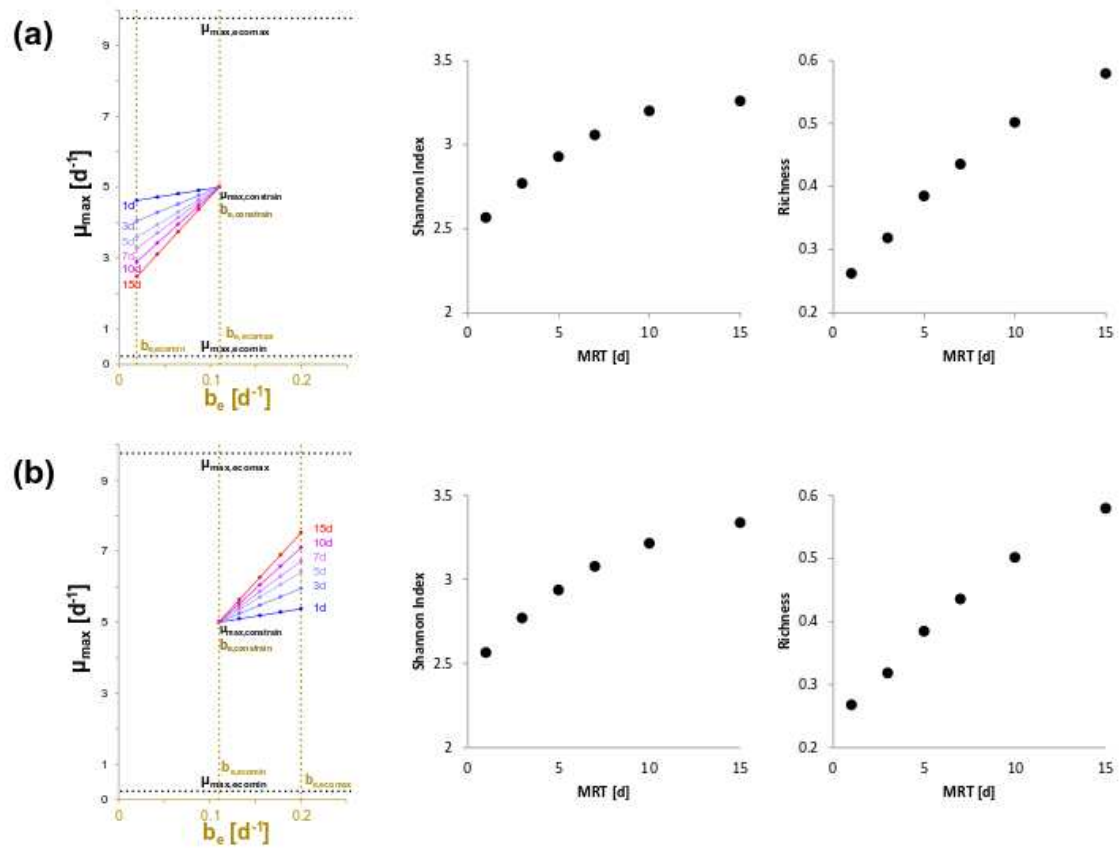 (a)
μmax,ecomax
9
7
5
3
1
0
μmax [d-1]
1d
3d
5d
7d
10d
15d
μmax,constrain
be,constrain
be,ecomin
be,ecomax
μmax,ecomin
0
0.1
0.2
be [d-1]
3.5
3
2.5
2
Shannon Index
0
5
10
15
MRT [d]
0.6
0.5
0.4
0.3
0.2
Richness
0
5
10
15
MRT [d]
(b)
μmax,ecomax
9
7
5
3
1
0
μmax [d-1]
15d
10d
7d
5d
3d
1d
μmax,constrain
be,constrain
be,ecomin
μmax,ecomin
be,ecomax
0
0.1
0.2
be [d-1]
3.5
3
2.5
2
Shannon Index
0
5
10
15
MRT [d]
0.6
0.5
0.4
0.3
0.2
Richness
0
5
10
15
MRT [d]